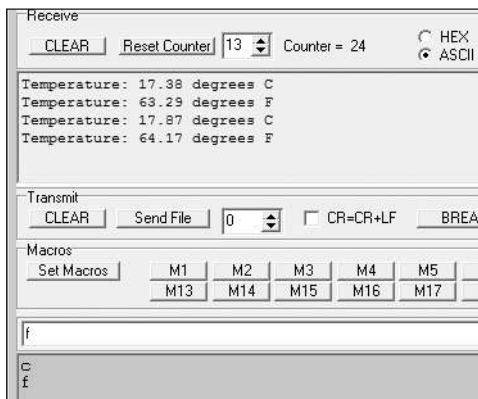 Receive
CLEAR Reset Counter 13 Counter = 24 HEX
ASCII
Temperature: 17.38 degrees C
Temperature: 63.29 degrees F
Temperature: 17.87 degrees C
Temperature: 64.17 degrees F
Transmit
CLEAR Send File 0 CR=CR+LF BREA
Macros
Set Macros M1 M2 M3 M4 M5
M13 M14 M15 M16 M17
f
c
f